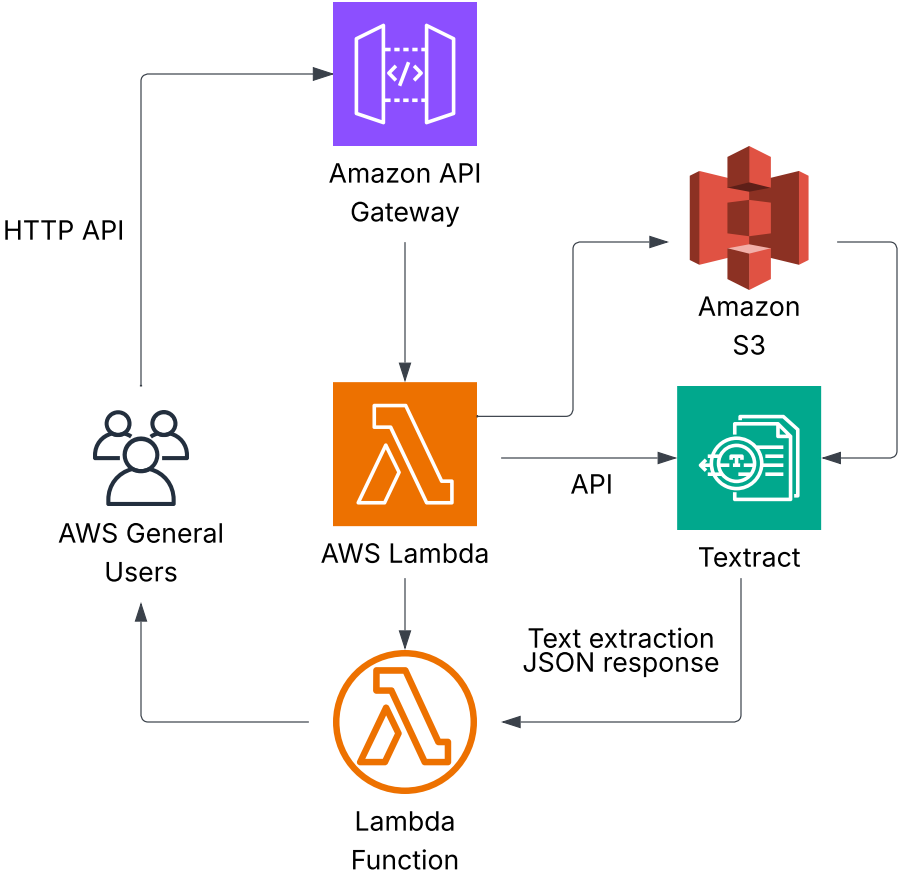 Amazon API
Gateway
HTTP API
Amazon
S3
AWS General
Users
AWS Lambda
API
Textract
Text extraction
JSON response
Lambda
Function